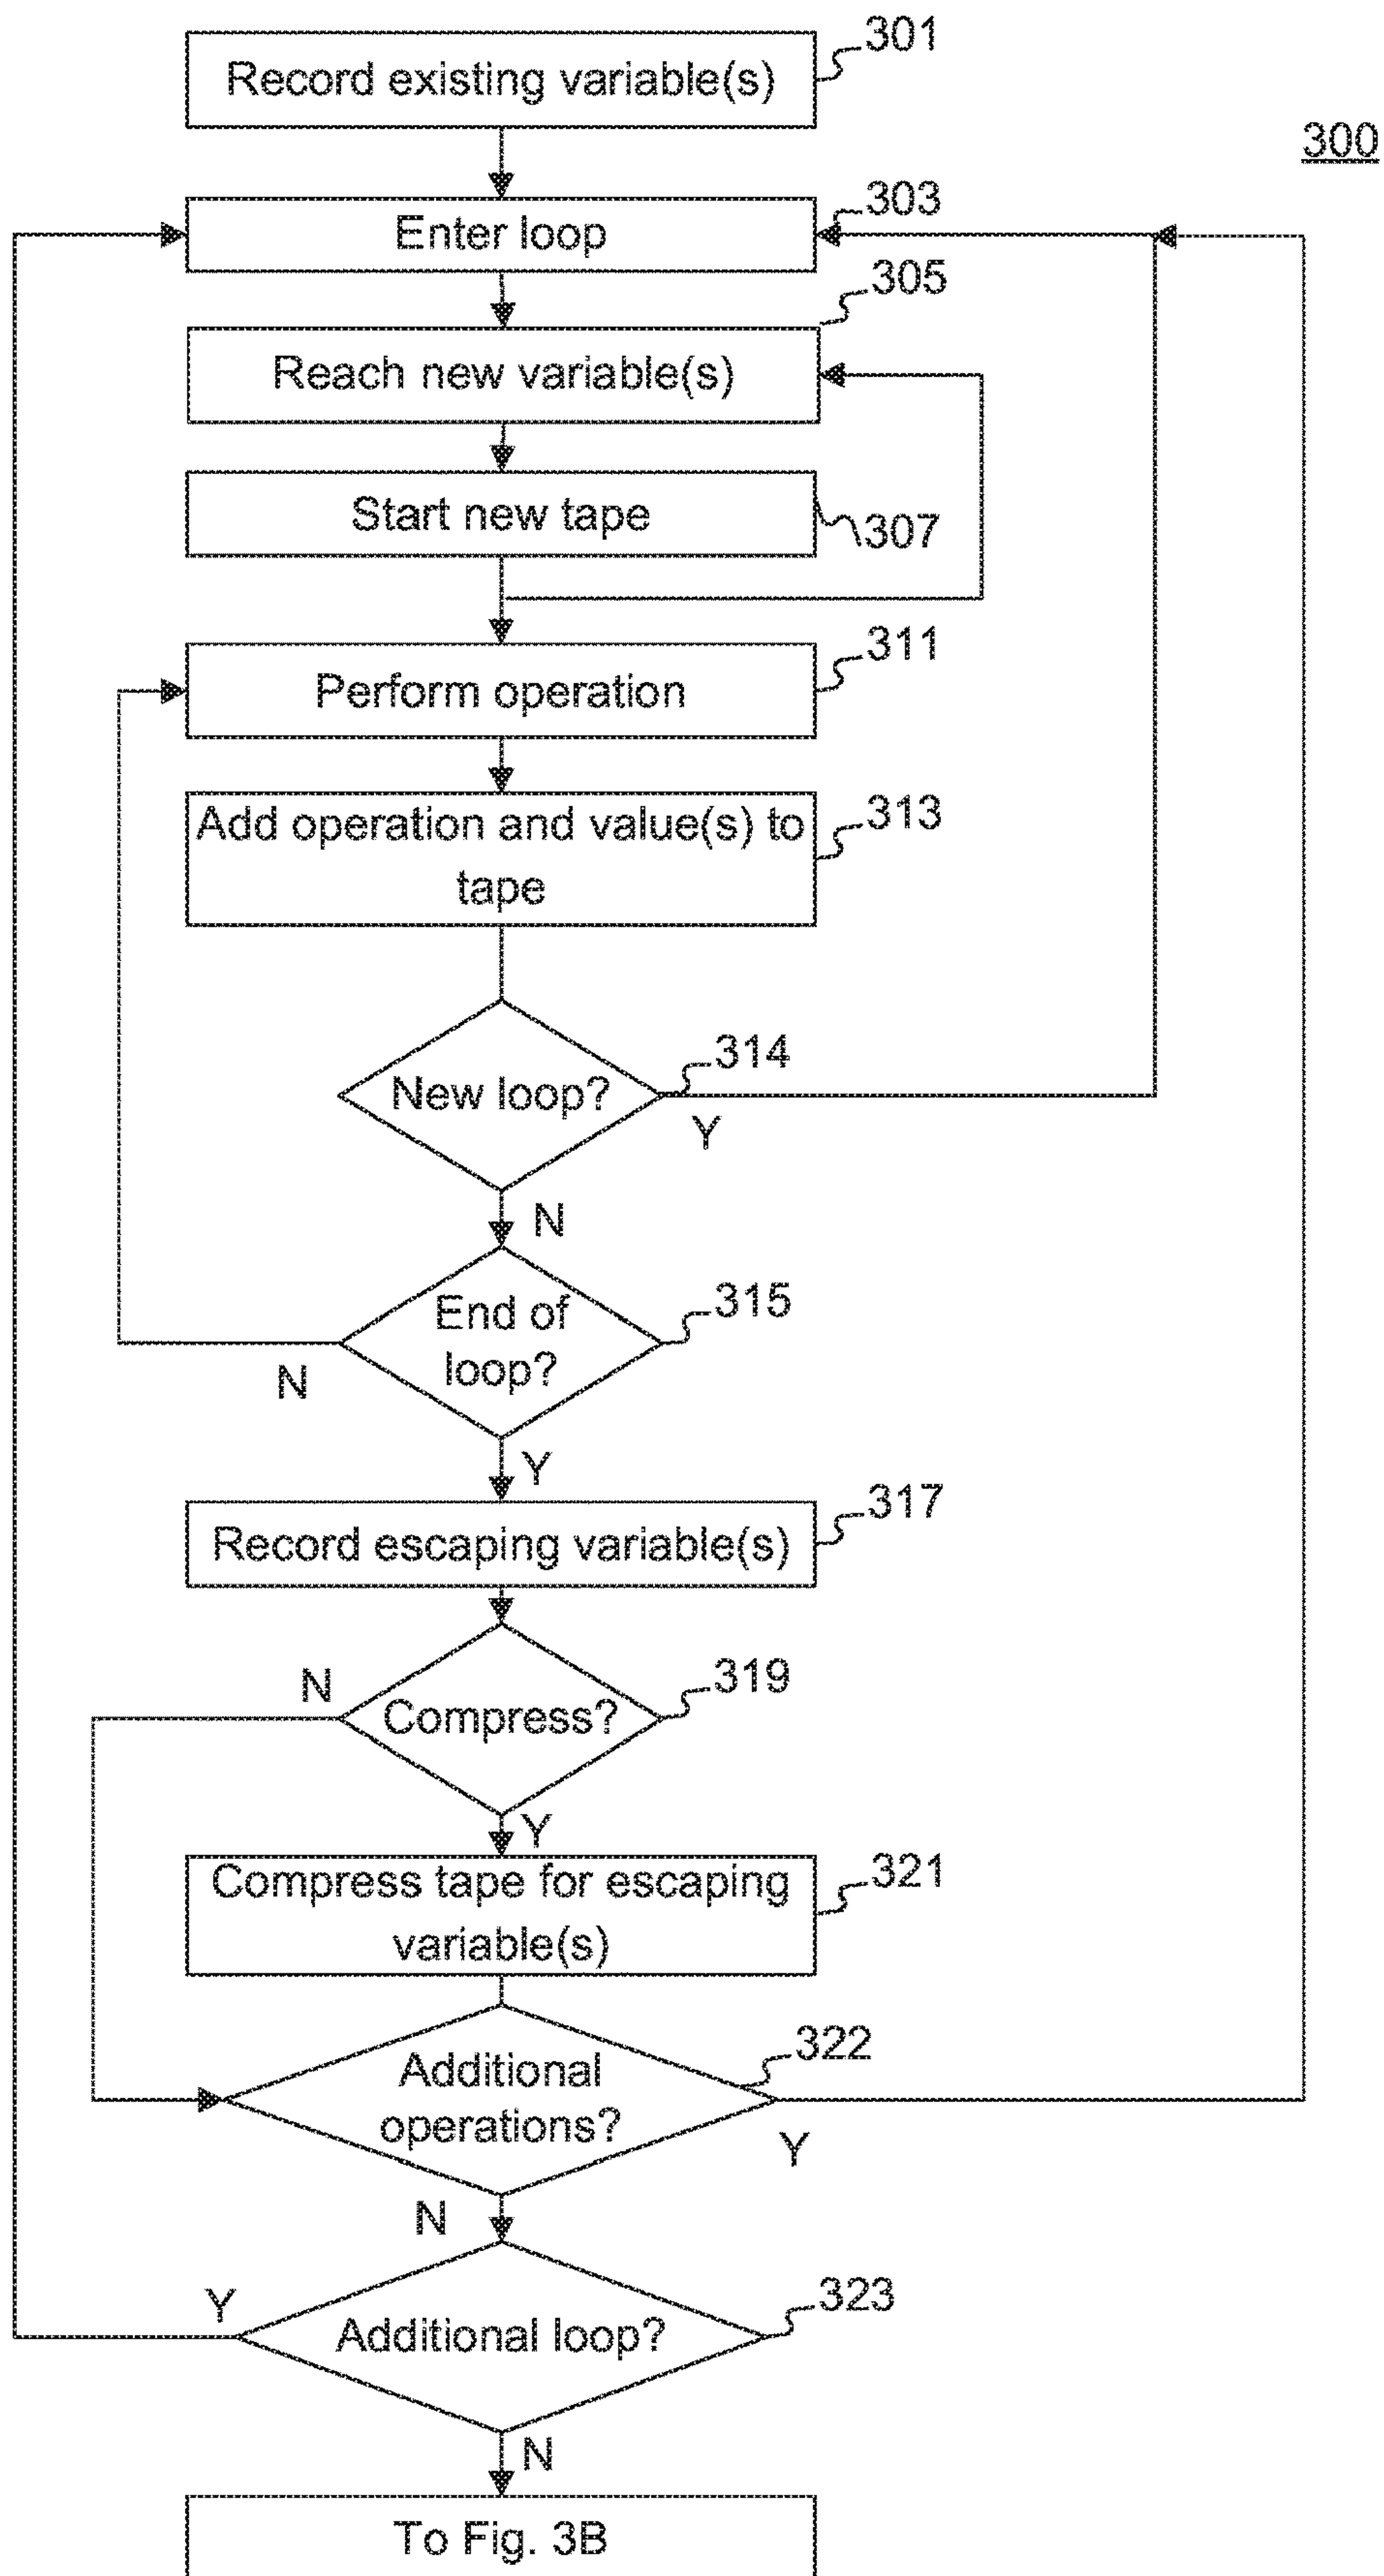 301
Record existing variable(s)
300
303
Enter loop
305
Reach new variable(s)
Start new tape
307
311
Perform operation
313
Add operation and value(s) to
tape
314
New loop?
Y
N
315
End of
loop?
N
Y
317
Record escaping variable(s)
319
N
Compress?
Y
321
Compress tape for escaping
variable(s)
322
Additional
operations?
Y
N
323
Y
Additional loop?
N
To Fig. 3B